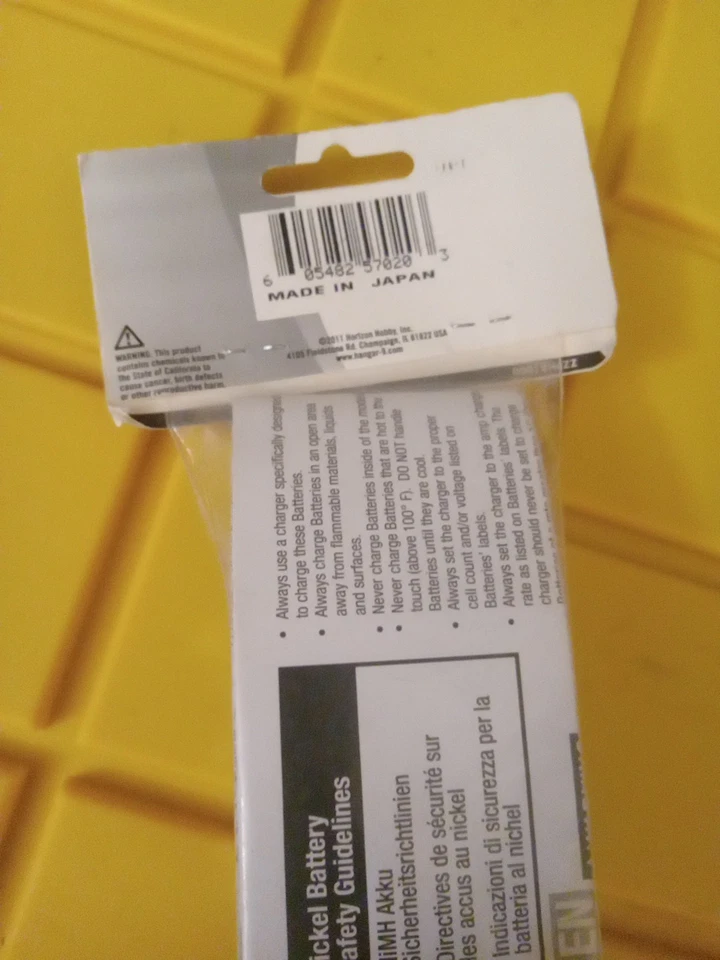 6 05482 57020 3
MADE IN JAPAN
WARNING: This product
contains chemicals known to
the State of California to
cause cancer, birth defects
or other reproductive harm.
©2011 Horizon Hobby, Inc.
4105 Fieldstone Rd. Champaign, IL 61822 USA
www.hangar-9.com
• Always use a charger specifically designed
to charge these Batteries.
• Always charge Batteries in an open area
away from flammable materials, liquids
and surfaces.
• Never charge Batteries inside of the model
• Never charge Batteries that are hot to the
touch (above 100° F). DO NOT handle
Batteries until they are cool.
• Always set the charger to the proper
cell count and/or voltage listed on
Batteries' labels.
• Always set the charger to the amp charge
rate as listed on Batteries' labels. The
charger should never be set to charge
ickel Battery
afety Guidelines
iMH Akku
Sicherheitsrichtlinien
Directives de sécurité sur
les accus au nickel
Indicazioni di sicurezza per la
batteria al nichel
EN